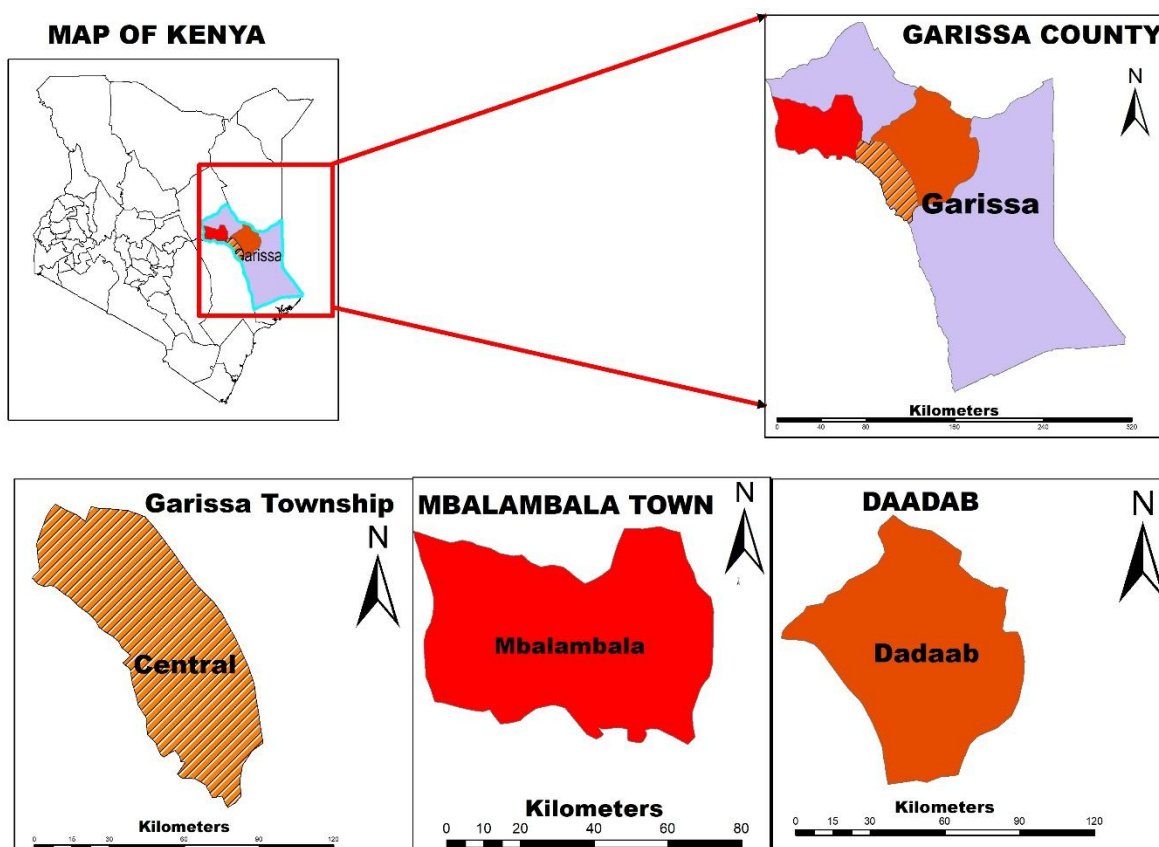 MAP OF KENYA
Garissa
GARISSA COUNTY
N
Garissa
Kilometers
0 40 80 160 240 320
Garissa Township
N
Central
Kilometers
0 15 30 60 90 120
MBALAMBALA TOWN
N
Mbalambala
Kilometers
0 10 20 40 60 80
DAADAB
N
Dadaab
Kilometers
0 15 30 60 90 120